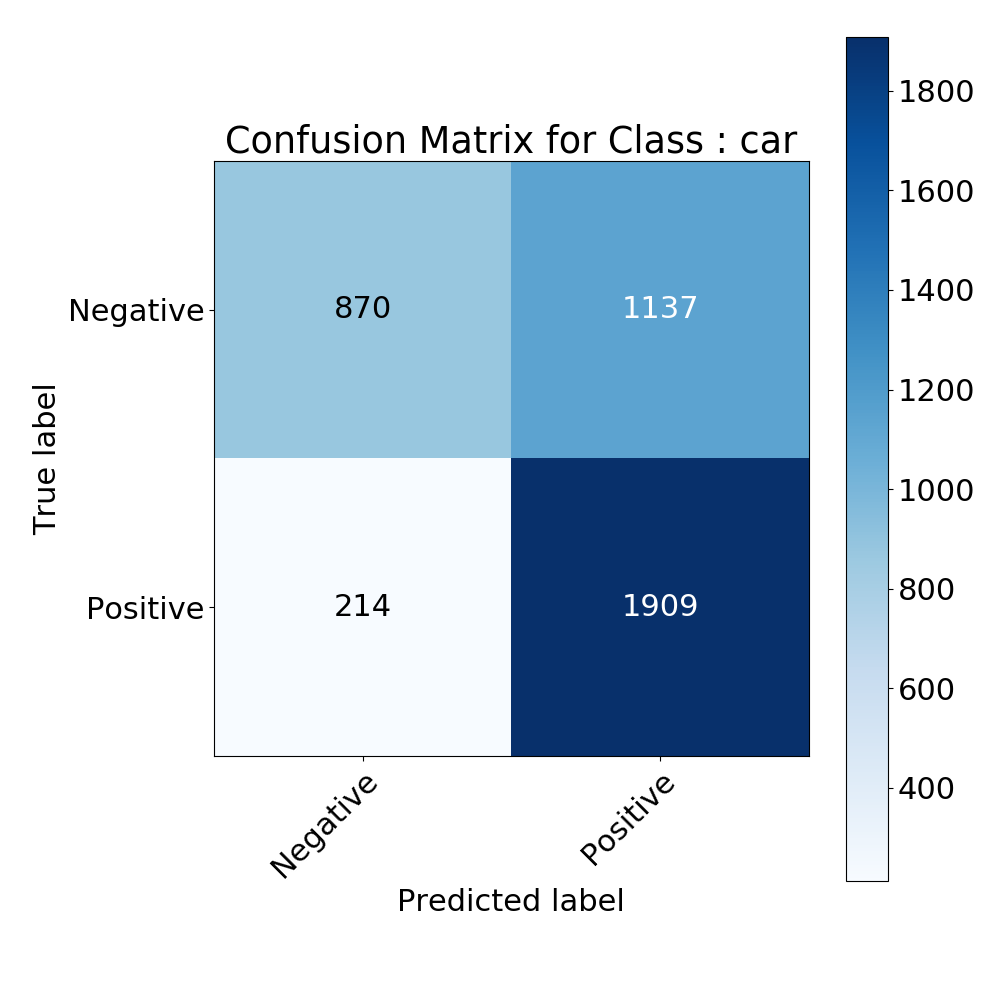 Confusion Matrix for Class : car
True label
Negative
870
1137
Positive
214
1909
Negative
Positive
Predicted label
1800
1600
1400
1200
1000
800
600
400